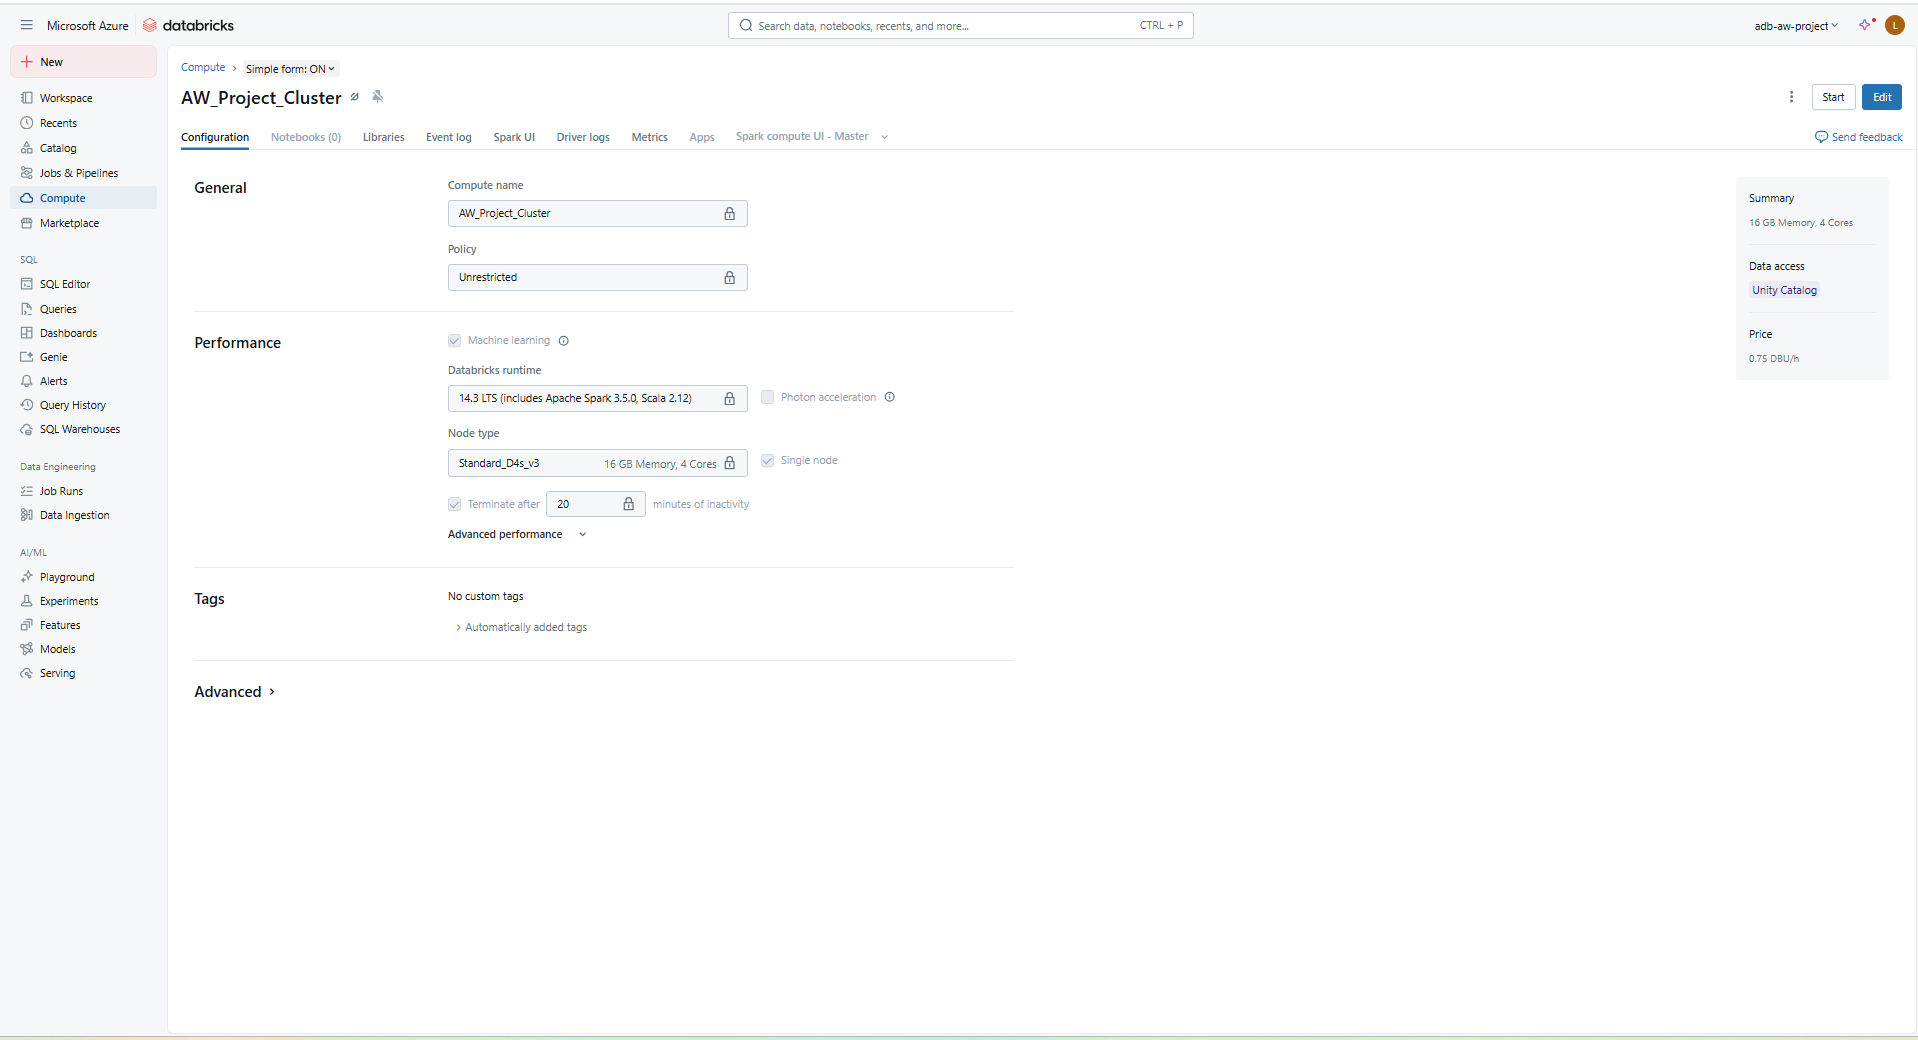 Microsoft Azure databricks
Search data, notebooks, recents, and more... CTRL + P
adb-aw-project
L
New
Workspace
Recents
Catalog
Jobs & Pipelines
Compute
Marketplace
SQL
SQL Editor
Queries
Dashboards
Genie
Alerts
Query History
SQL Warehouses
Data Engineering
Job Runs
Data Ingestion
AI/ML
Playground
Experiments
Features
Models
Serving
Compute › Simple form: ON
AW_Project_Cluster
Start
Edit
Configuration Notebooks (0) Libraries Event log Spark UI Driver logs Metrics Apps Spark compute UI - Master
Send feedback
General
Compute name
AW_Project_Cluster
Policy
Unrestricted
Performance
Machine learning
Databricks runtime
14.3 LTS (includes Apache Spark 3.5.0, Scala 2.12)
Photon acceleration
Node type
Standard_D4s_v3 16 GB Memory, 4 Cores
Single node
Terminate after 20 minutes of inactivity
Advanced performance
Tags
No custom tags
Automatically added tags
Advanced
Summary
16 GB Memory, 4 Cores
Data access
Unity Catalog
Price
0.75 DBU/h